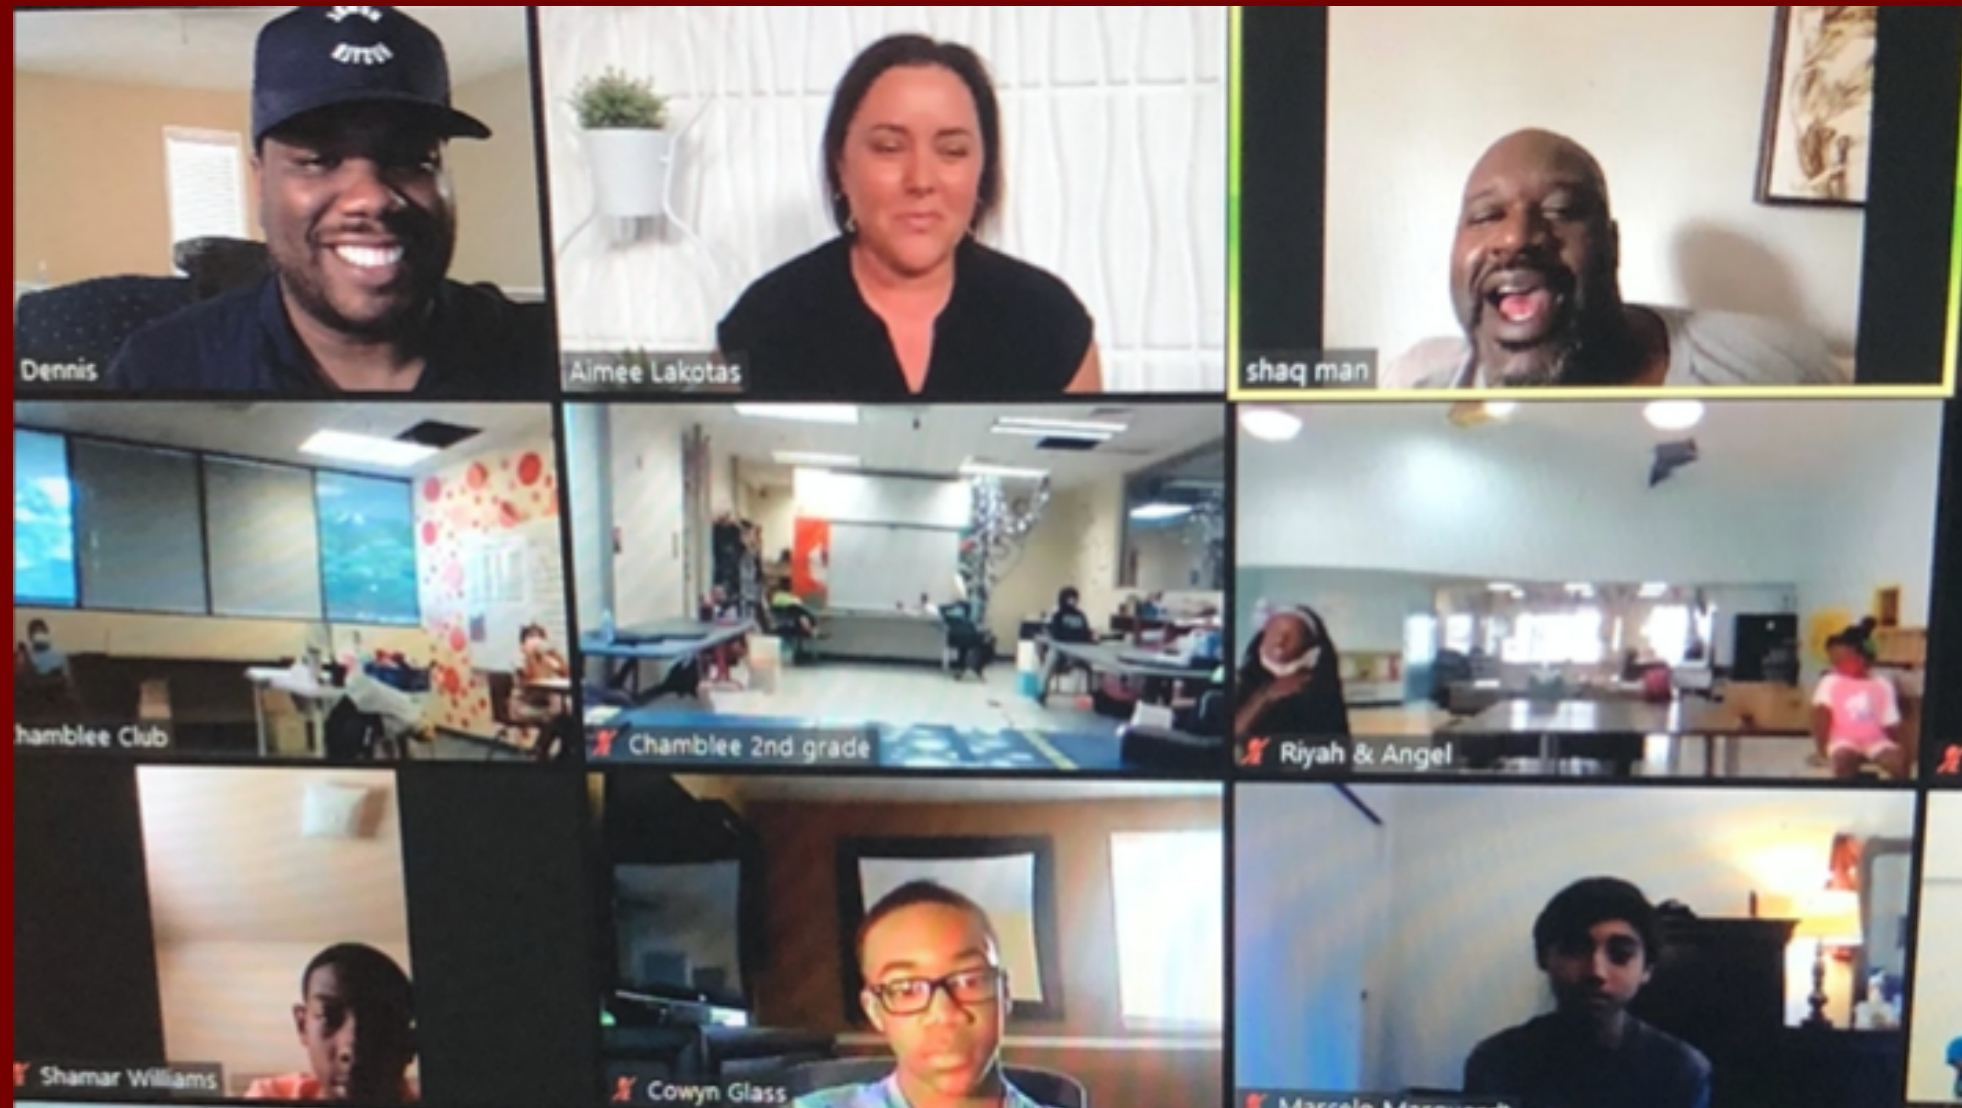 Dennis
Aimee Lakotas
shaq man
hamblee Club
Chamblee 2nd grade
Riyah & Angel
Shamar Williams
Cowyn Glass